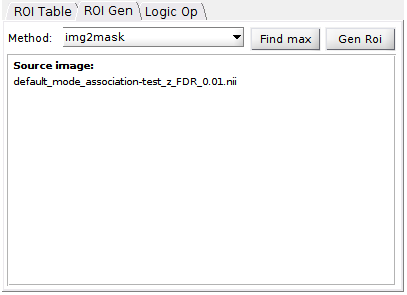 ROI Table ROI Gen Logic Op
Method: img2mask Find max Gen Roi
Source image:
default_mode_association-test_z_FDR_0.01.nii